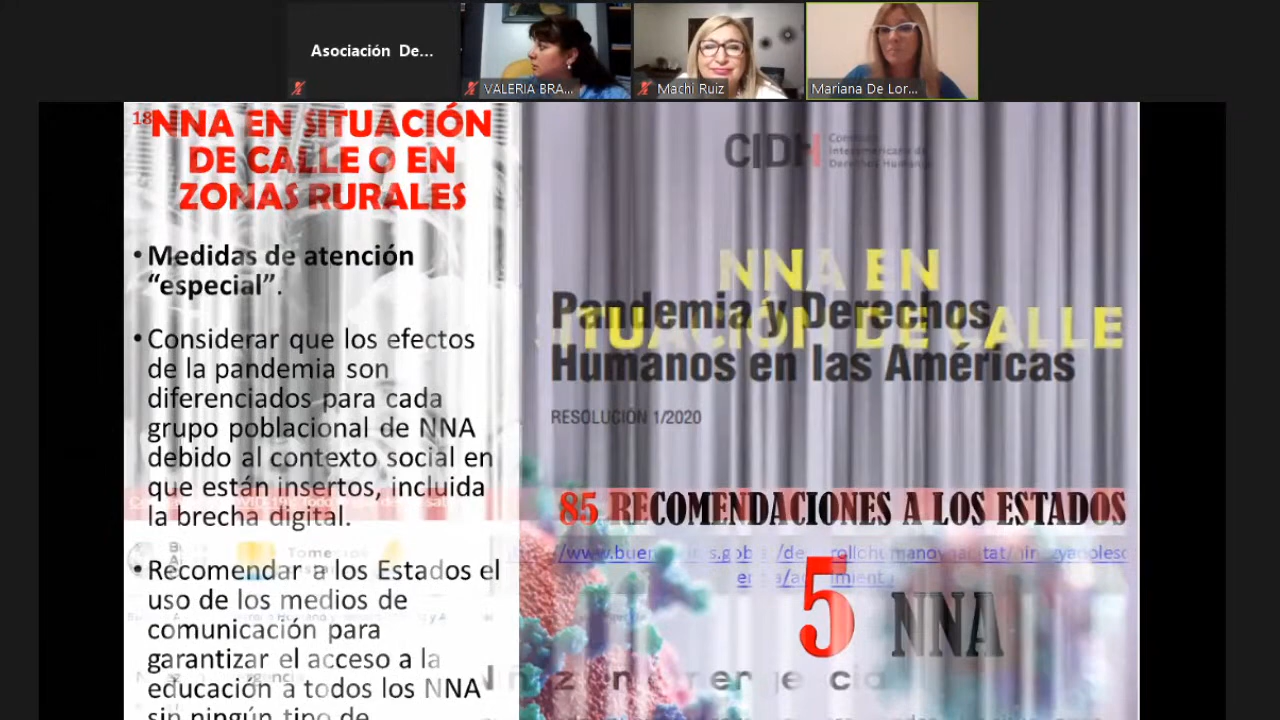 Asociación De...
VALERIA BRA...
Machi Ruiz
Mariana De Lor...
18
NNA EN SITUACIÓN
DE CALLE O EN
ZONAS RURALES
• Medidas de atención
“especial”.
• Considerar que los efectos
de la pandemia son
diferenciados para cada
grupo poblacional de NNA
debido al contexto social en
que están insertos, incluida
la brecha digital.
• Recomendar a los Estados el
uso de los medios de
comunicación para
garantizar el acceso a la
educación a todos los NNA
sin ningún tipo de
CIDH
NNA EN
SITUACIÓN DE CALLE
Pandemia y Derechos
Humanos en las Américas
RESOLUCIÓN 1/2020
85 RECOMENDACIONES A LOS ESTADOS
5 NNA